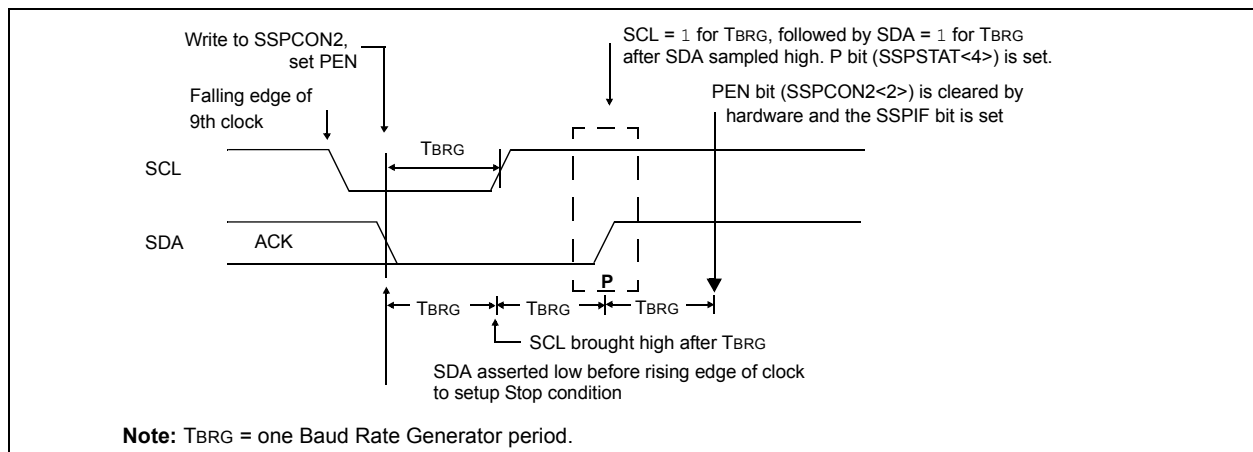 Write to SSPCON2,
set PEN
SCL = 1 for TBRG, followed by SDA = 1 for TBRG
after SDA sampled high. P bit (SSPSTAT<4>) is set.
Falling edge of
9th clock
PEN bit (SSPCON2<2>) is cleared by
hardware and the SSPIF bit is set
TBRG
SCL
SDA
ACK
P
TBRG
TBRG
TBRG
SCL brought high after TBRG
SDA asserted low before rising edge of clock
to setup Stop condition
Note: TBRG = one Baud Rate Generator period.